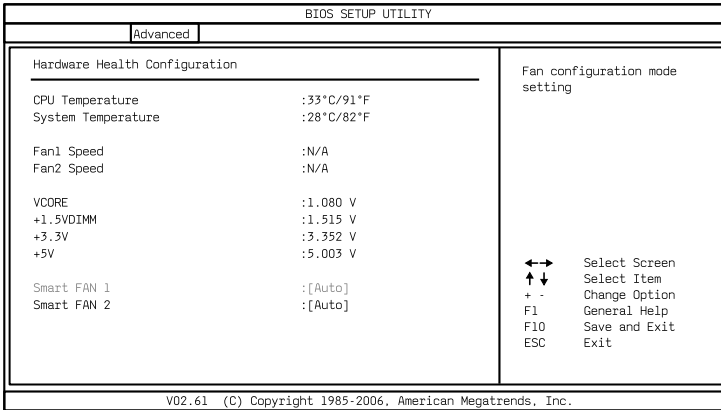 BIOS SETUP UTILITY
Advanced
Hardware Health Configuration
CPU Temperature :33°C/91°F
System Temperature :28°C/82°F
Fan1 Speed :N/A
Fan2 Speed :N/A
VCORE :1.080 V
+1.5VDIMM :1.515 V
+3.3V :3.352 V
+5V :5.003 V
Smart FAN 1 :[Auto]
Smart FAN 2 :[Auto]
Fan configuration mode
setting
←→ Select Screen
↑↓ Select Item
+ - Change Option
F1 General Help
F10 Save and Exit
ESC Exit
V02.61 (C) Copyright 1985-2006, American Megatrends, Inc.